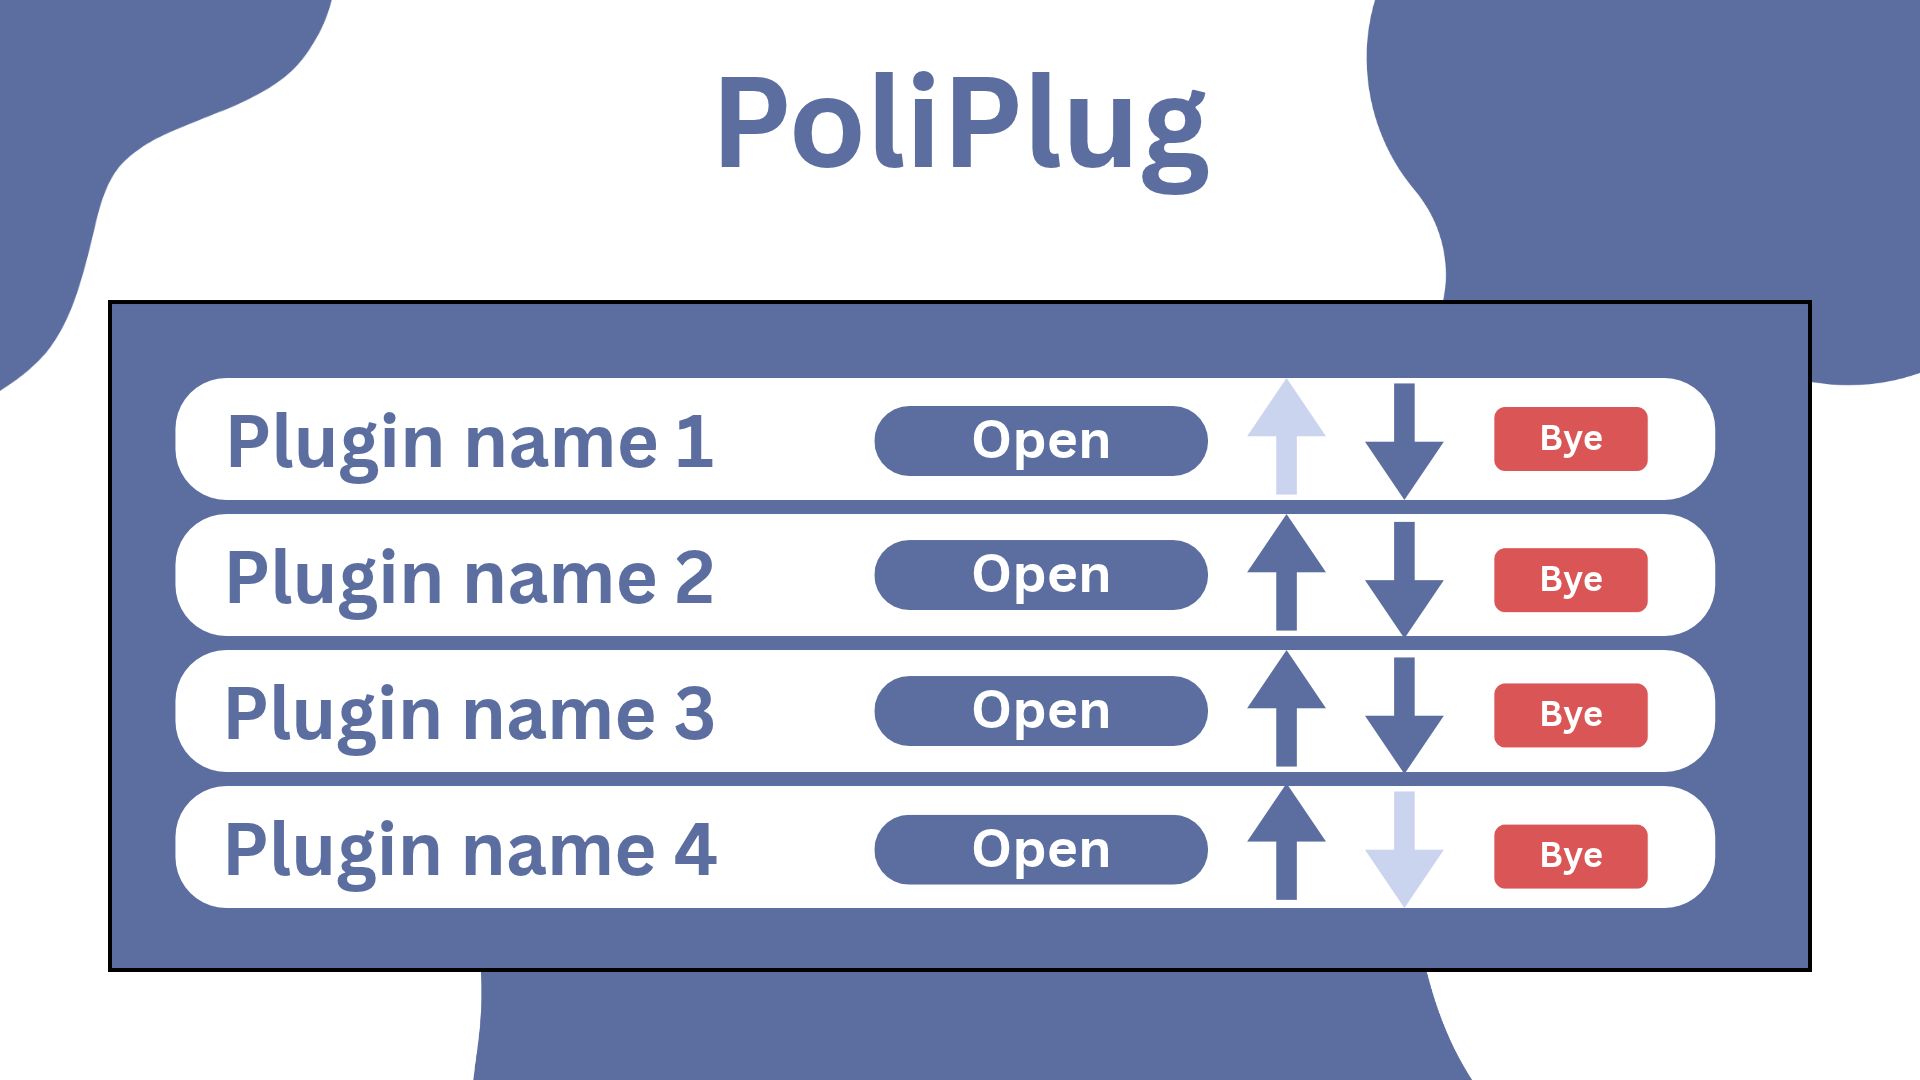 PoliPlug
Plugin name 1 Open Bye
Plugin name 2 Open Bye
Plugin name 3 Open Bye
Plugin name 4 Open Bye